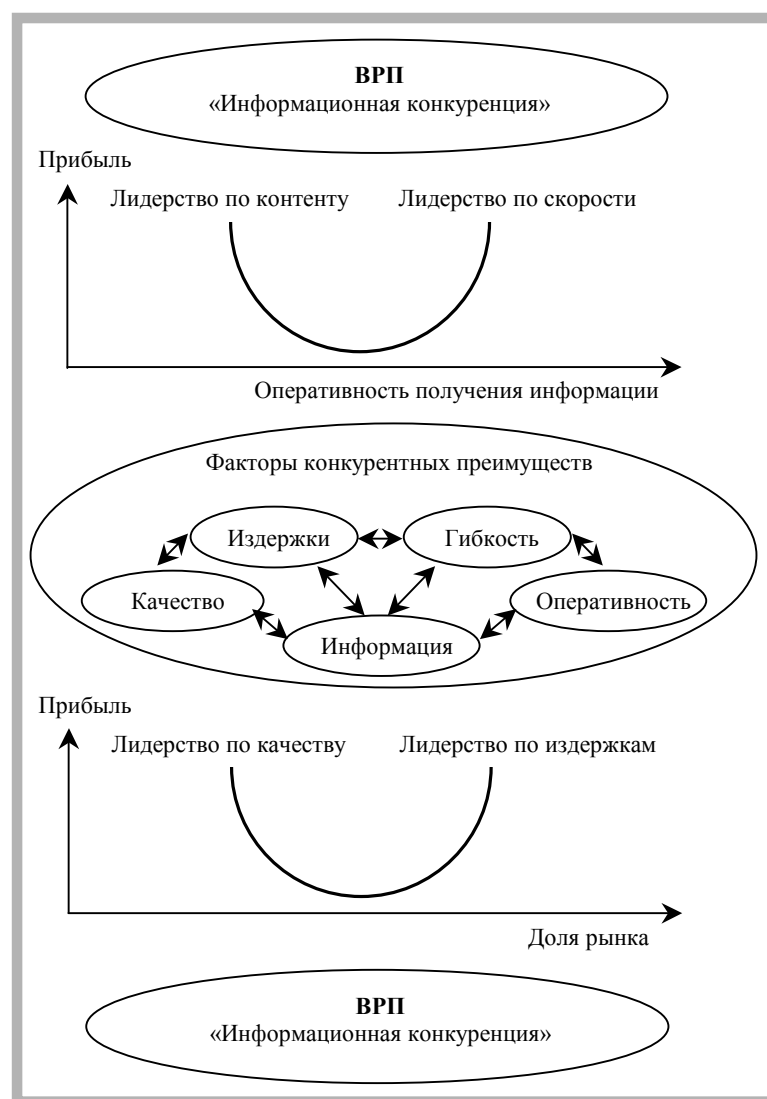 ВРП
«Информационная конкуренция»
Прибыль
Лидерство по контенту Лидерство по скорости
Оперативность получения информации
Факторы конкурентных преимуществ
Издержки Гибкость
Качество Оперативность
Информация
Прибыль
Лидерство по качеству Лидерство по издержкам
Доля рынка
ВРП
«Информационная конкуренция»